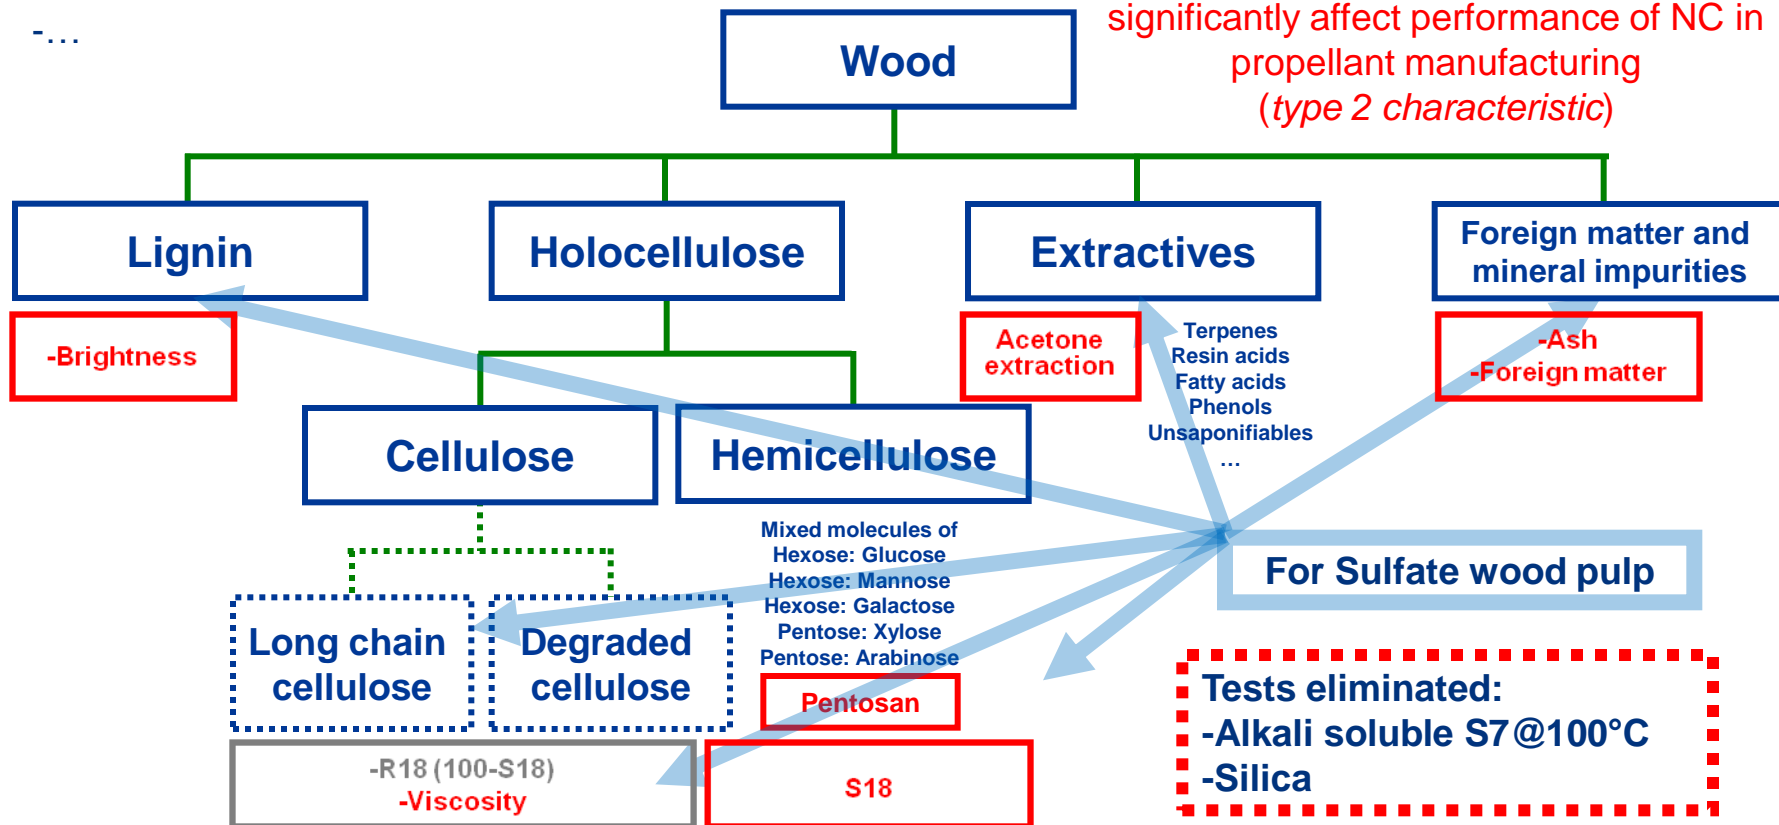 -…
significantly affect performance of NC in
propellant manufacturing
(type 2 characteristic)
Wood
Lignin
Holocellulose
Extractives
Foreign matter and
mineral impurities
-Brightness
Acetone
extraction
Terpenes
Resin acids
Fatty acids
Phenols
Unsaponifiables
…
-Ash
-Foreign matter
Cellulose
Hemicellulose
Mixed molecules of
Hexose: Glucose
Hexose: Mannose
Hexose: Galactose
Pentose: Xylose
Pentose: Arabinose
For Sulfate wood pulp
Long chain
cellulose
Degraded
cellulose
Pentosan
-R18 (100-S18)
-Viscosity
S18
Tests eliminated:
-Alkali soluble S7@100°C
-Silica